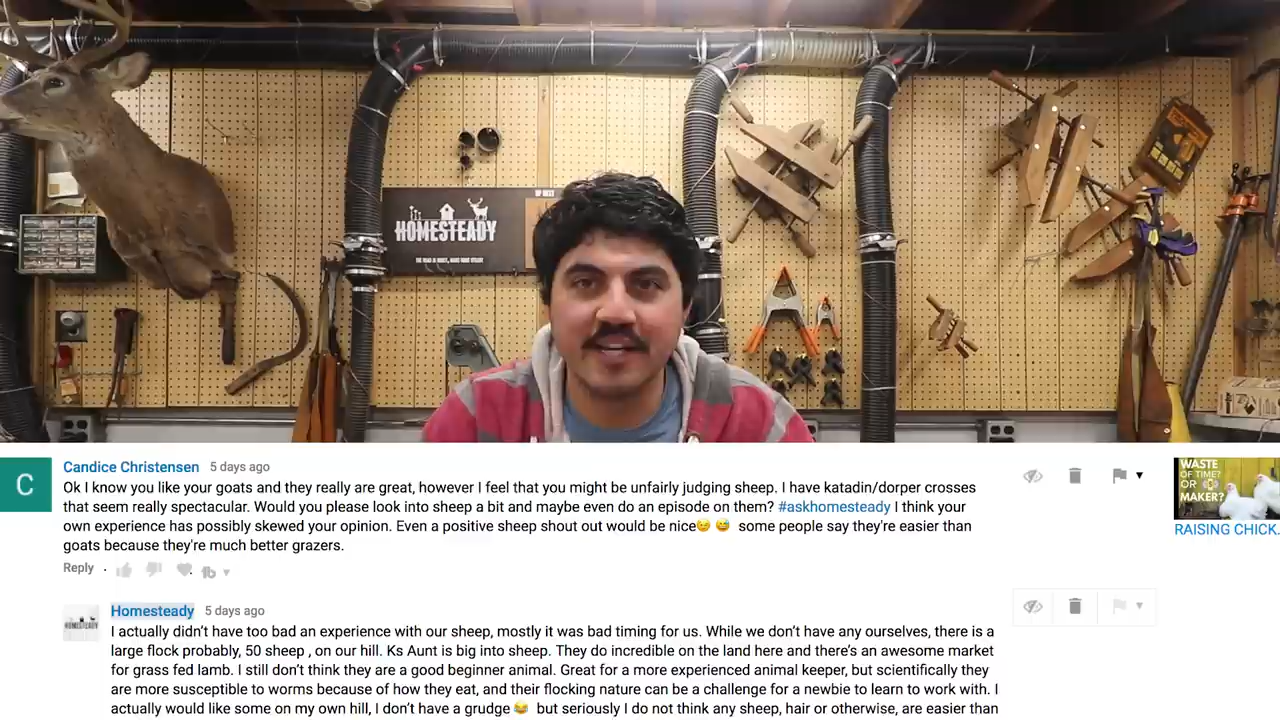 UP NEXT
HOMESTEADY
THE ROAD IS WINDY, MAKE YOURS STEADY
Candice Christensen 5 days ago
Ok I know you like your goats and they really are great, however I feel that you might be unfairly judging sheep. I have katadin/dorper crosses
that seem really spectacular. Would you please look into sheep a bit and maybe even do an episode on them? #askhomesteady I think your
own experience has possibly skewed your opinion. Even a positive sheep shout out would be nice😉 😅 some people say they're easier than
goats because they're much better grazers.
Reply
C
WASTE
OF TIME?
OR
MAKER?
RAISING CHICK.
Homesteady 5 days ago
HOMESTEADY
I actually didn't have too bad an experience with our sheep, mostly it was bad timing for us. While we don't have any ourselves, there is a
large flock probably, 50 sheep , on our hill. Ks Aunt is big into sheep. They do incredible on the land here and there's an awesome market
for grass fed lamb. I still don't think they are a good beginner animal. Great for a more experienced animal keeper, but scientifically they
are more susceptible to worms because of how they eat, and their flocking nature can be a challenge for a newbie to learn to work with. I
actually would like some on my own hill, I don't have a grudge 😂 but seriously I do not think any sheep, hair or otherwise, are easier than